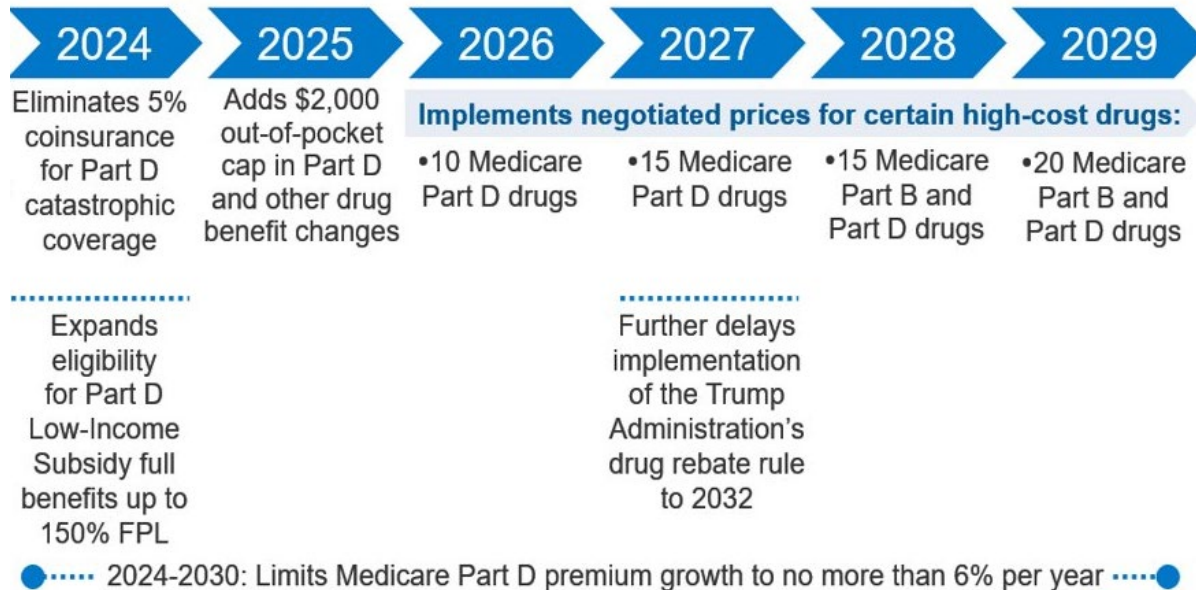 2024
2025
2026
2027
2028
2029
Eliminates 5%
coinsurance
for Part D
catastrophic
coverage
Adds $2,000
out-of-pocket
cap in Part D
and other drug
benefit changes
Implements negotiated prices for certain high-cost drugs:
•10 Medicare
Part D drugs
•15 Medicare
Part D drugs
•15 Medicare
Part B and
Part D drugs
•20 Medicare
Part B and
Part D drugs
Expands
eligibility
for Part D
Low-Income
Subsidy full
benefits up to
150% FPL
Further delays
implementation
of the Trump
Administration’s
drug rebate rule
to 2032
2024-2030: Limits Medicare Part D premium growth to no more than 6% per year